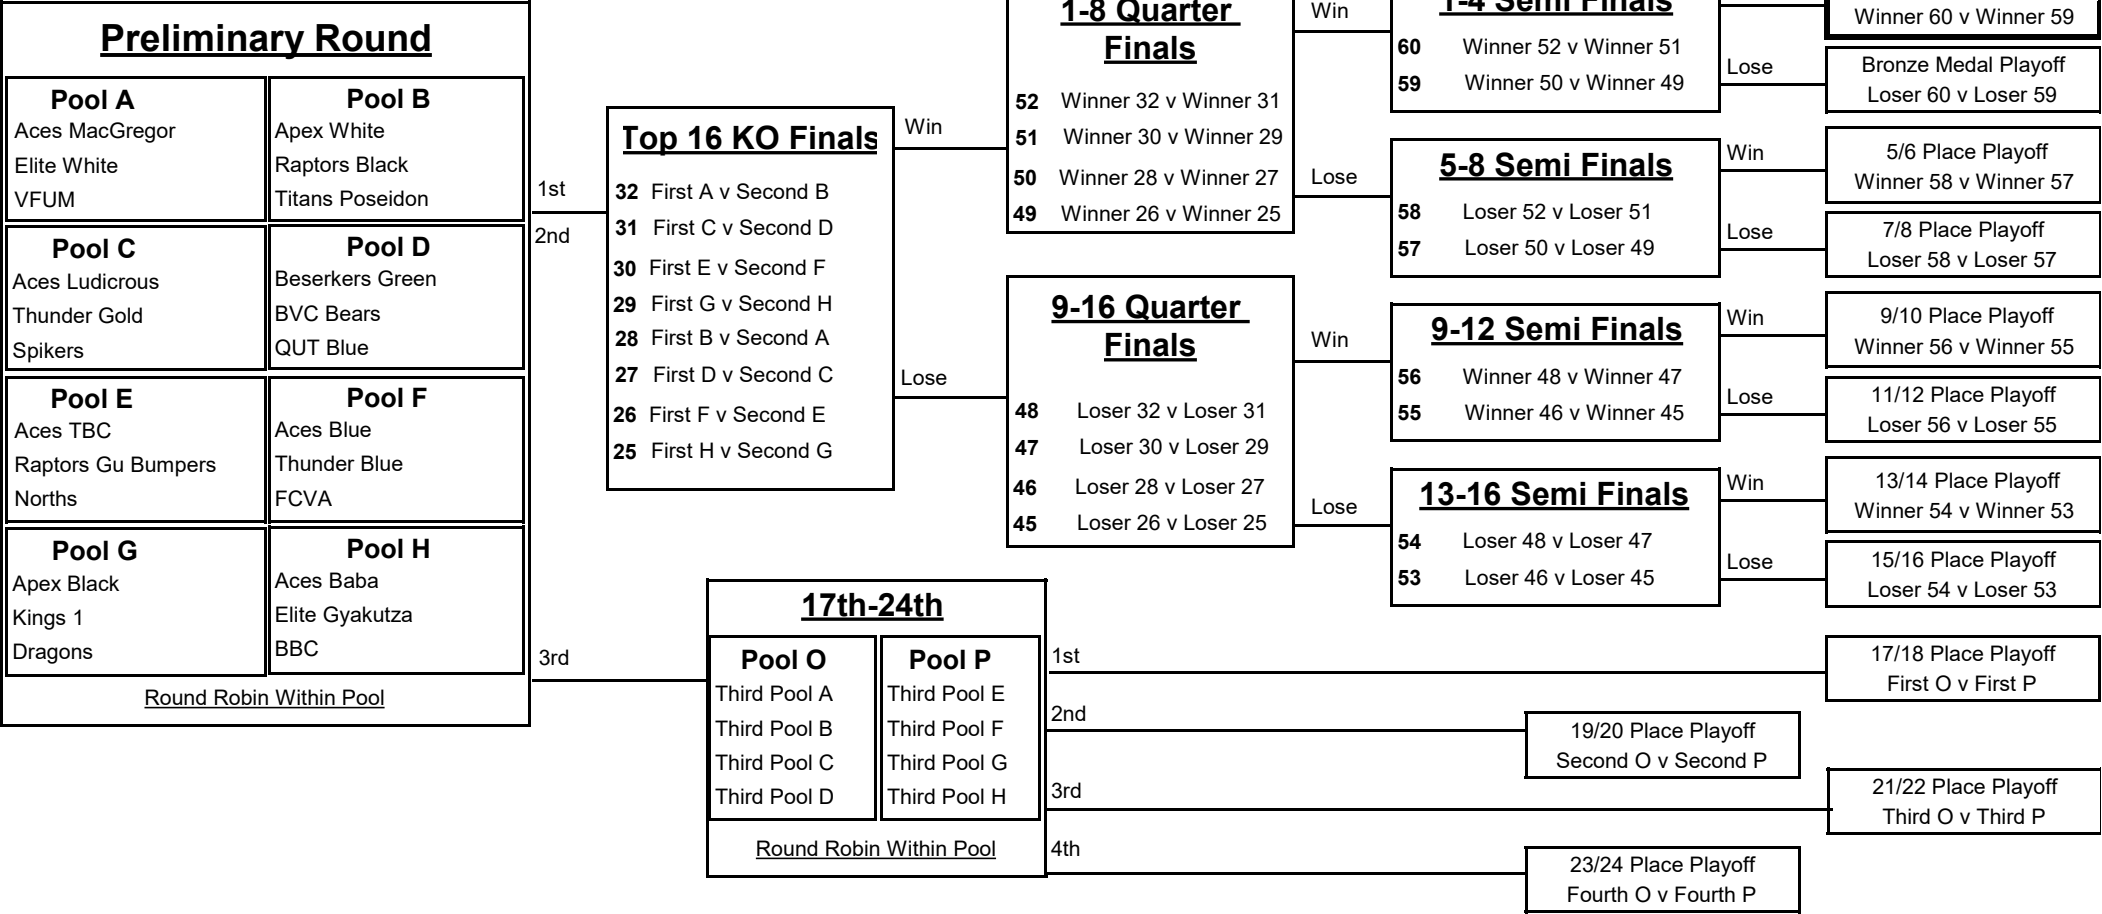 Preliminary Round
Pool A
Aces MacGregor
Elite White
VFUM
Pool B
Apex White
Raptors Black
Titans Poseidon
Pool C
Aces Ludicrous
Thunder Gold
Spikers
Pool D
Beserkers Green
BVC Bears
QUT Blue
Pool E
Aces TBC
Raptors Gu Bumpers
Norths
Pool F
Aces Blue
Thunder Blue
FCVA
Pool G
Apex Black
Kings 1
Dragons
Pool H
Aces Baba
Elite Gyakutza
BBC
Round Robin Within Pool
1st
2nd
3rd
Top 16 KO Finals
32 First A v Second B
31 First C v Second D
30 First E v Second F
29 First G v Second H
28 First B v Second A
27 First D v Second C
26 First F v Second E
25 First H v Second G
Win
Lose
1-8 Quarter
Finals
52 Winner 32 v Winner 31
51 Winner 30 v Winner 29
50 Winner 28 v Winner 27
49 Winner 26 v Winner 25
Win
Lose
9-16 Quarter
Finals
48 Loser 32 v Loser 31
47 Loser 30 v Loser 29
46 Loser 28 v Loser 27
45 Loser 26 v Loser 25
Win
Lose
1-4 Semi Finals
60 Winner 52 v Winner 51
59 Winner 50 v Winner 49
Lose
5-8 Semi Finals
58 Loser 52 v Loser 51
57 Loser 50 v Loser 49
Win
Lose
9-12 Semi Finals
56 Winner 48 v Winner 47
55 Winner 46 v Winner 45
Win
Lose
13-16 Semi Finals
54 Loser 48 v Loser 47
53 Loser 46 v Loser 45
Win
Lose
Winner 60 v Winner 59
Bronze Medal Playoff
Loser 60 v Loser 59
5/6 Place Playoff
Winner 58 v Winner 57
7/8 Place Playoff
Loser 58 v Loser 57
9/10 Place Playoff
Winner 56 v Winner 55
11/12 Place Playoff
Loser 56 v Loser 55
13/14 Place Playoff
Winner 54 v Winner 53
15/16 Place Playoff
Loser 54 v Loser 53
17th-24th
Pool O
Third Pool A
Third Pool B
Third Pool C
Third Pool D
Pool P
Third Pool E
Third Pool F
Third Pool G
Third Pool H
Round Robin Within Pool
1st
2nd
3rd
4th
17/18 Place Playoff
First O v First P
19/20 Place Playoff
Second O v Second P
21/22 Place Playoff
Third O v Third P
23/24 Place Playoff
Fourth O v Fourth P